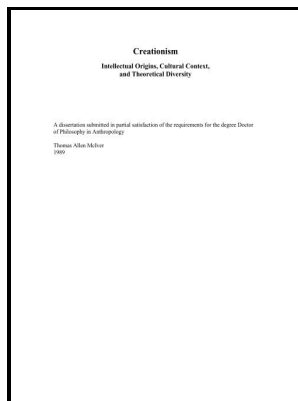 Creationism
Intellectual Origins, Cultural Context,
and Theoretical Diversity
A dissertation submitted in partial satisfaction of the requirements for the degree Doctor
of Philosophy in Anthropology
Thomas Allen McIver
1989